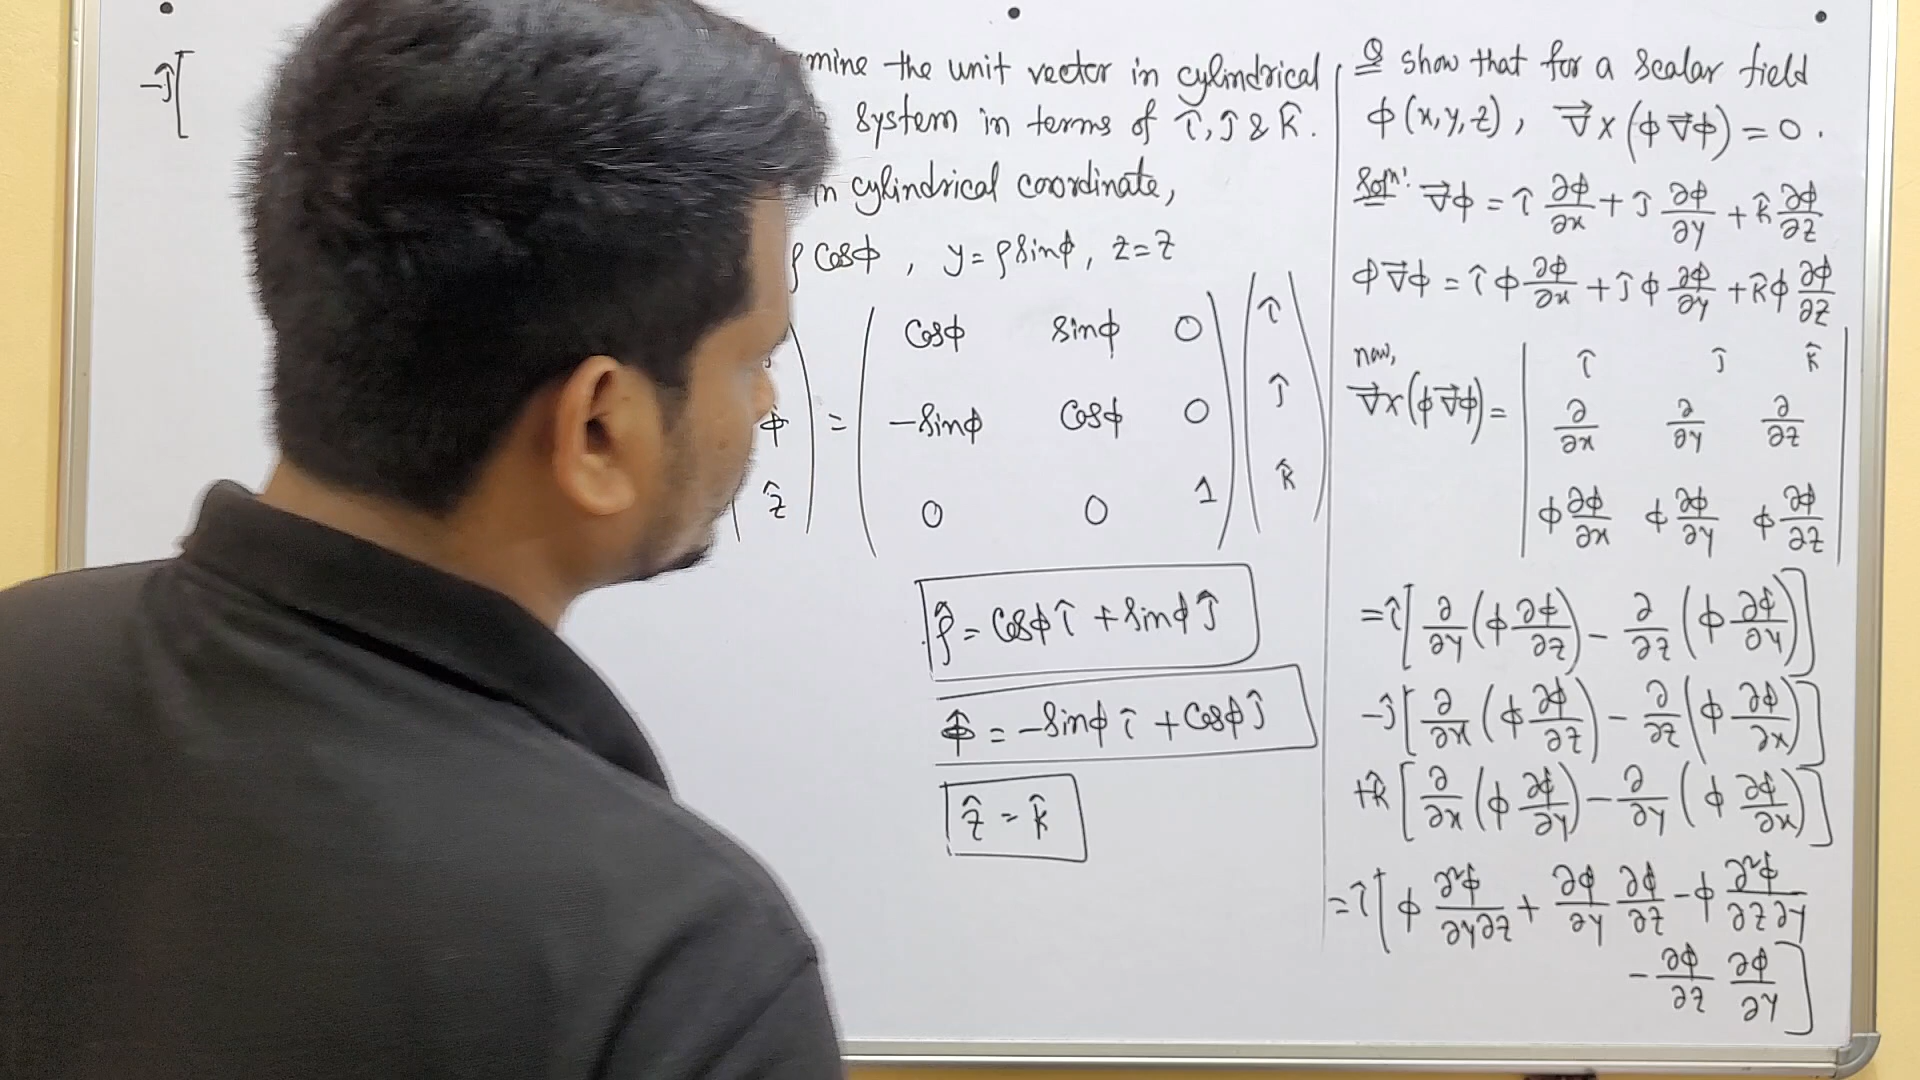 -ĵ[
mine the unit vector in cylindrical
system in terms of î, ĵ & k̂.
in cylindrical coordinate,
ρ cosφ , y = ρ sinφ, z = z
φ̂ = ( cosφ sinφ 0 ) ( î )
( -sinφ cosφ 0 ) ( ĵ )
ẑ ( 0 0 1 ) ( k̂ )
ρ̂ = cosφ î + sinφ ĵ
φ̂ = -sinφ î + cosφ ĵ
ẑ = k̂
Q show that for a scalar field
φ(x,y,z), ∇⃗ × (φ ∇⃗φ) = 0.
Soln: ∇⃗φ = î ∂φ/∂x + ĵ ∂φ/∂y + k̂ ∂φ/∂z
φ∇⃗φ = î φ ∂φ/∂x + ĵ φ ∂φ/∂y + k̂ φ ∂φ/∂z
now,
∇⃗ × (φ∇⃗φ) = | î ĵ k̂ |
| ∂/∂x ∂/∂y ∂/∂z |
| φ ∂φ/∂x φ ∂φ/∂y φ ∂φ/∂z |
= î [ ∂/∂y (φ ∂φ/∂z) - ∂/∂z (φ ∂φ/∂y) ]
-ĵ [ ∂/∂x (φ ∂φ/∂z) - ∂/∂z (φ ∂φ/∂x) ]
+k̂ [ ∂/∂x (φ ∂φ/∂y) - ∂/∂y (φ ∂φ/∂x) ]
= î [ φ ∂²φ/∂y∂z + ∂φ/∂y ∂φ/∂z - φ ∂²φ/∂z∂y
- ∂φ/∂z ∂φ/∂y ]